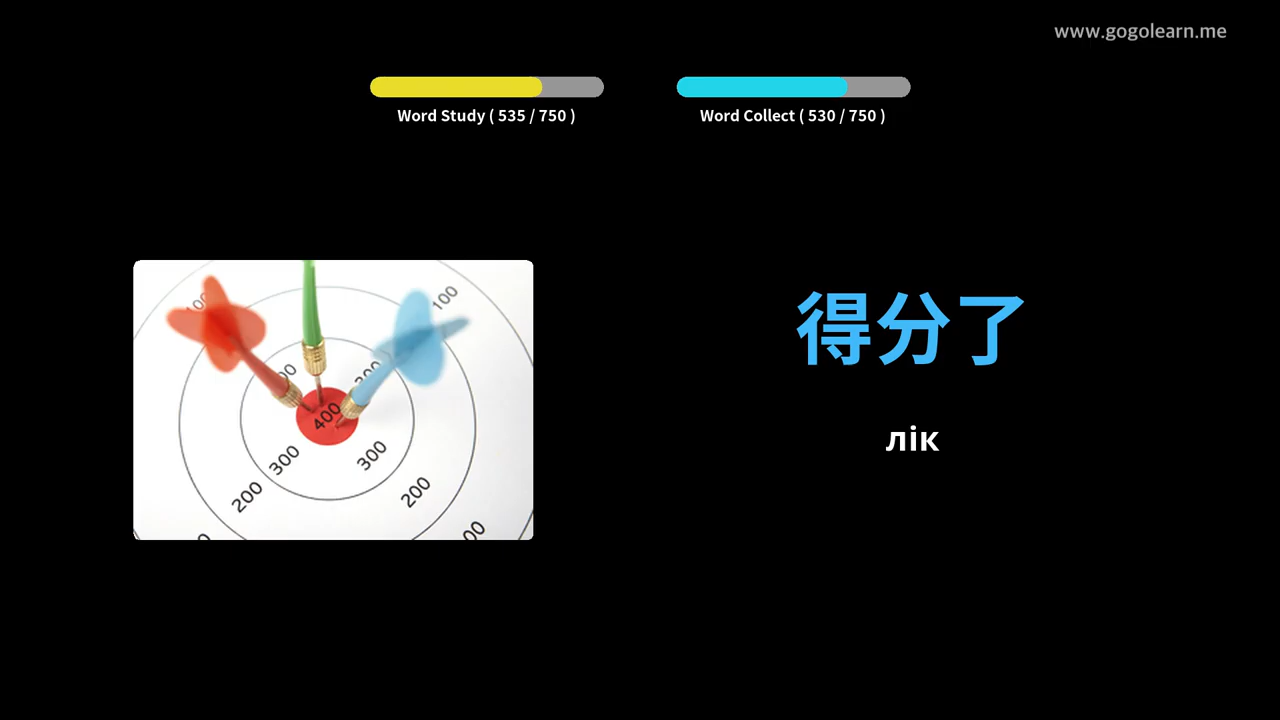 www.gogolearn.me
Word Study ( 535 / 750 )
Word Collect ( 530 / 750 )
得分了
лік
100
100
200
400
300
300
200
200